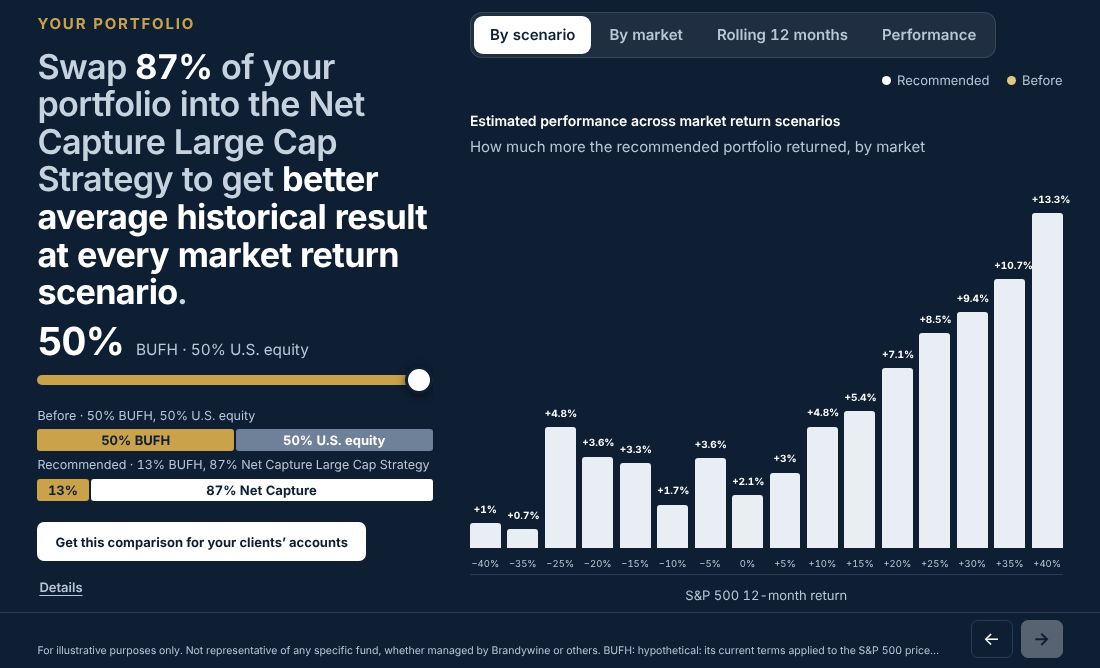 YOUR PORTFOLIO
Swap 87% of your
portfolio into the Net
Capture Large Cap
Strategy to get better
average historical result
at every market return
scenario.
50% BUFH · 50% U.S. equity
Before · 50% BUFH, 50% U.S. equity
50% BUFH 50% U.S. equity
Recommended · 13% BUFH, 87% Net Capture Large Cap Strategy
13% 87% Net Capture
Get this comparison for your clients’ accounts
Details
By scenario By market Rolling 12 months Performance
Recommended Before
Estimated performance across market return scenarios
How much more the recommended portfolio returned, by market
+1% +0.7% +4.8% +3.6% +3.3% +1.7% +3.6% +2.1% +3% +4.8% +5.4% +7.1% +8.5% +9.4% +10.7% +13.3%
−40% −35% −25% −20% −15% −10% −5% 0% +5% +10% +15% +20% +25% +30% +35% +40%
S&P 500 12-month return
For illustrative purposes only. Not representative of any specific fund, whether managed by Brandywine or others. BUFH: hypothetical: its current terms applied to the S&P 500 price...